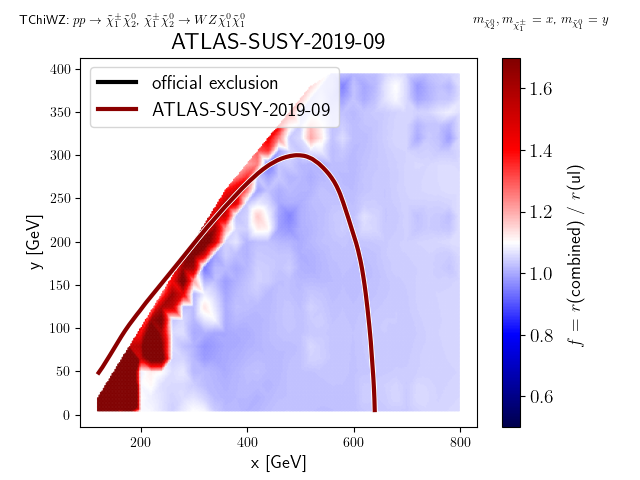 TChiWZ: $pp \to \tilde{\chi}_1^{\pm}\tilde{\chi}_2^0$, $\tilde{\chi}_1^{\pm}\tilde{\chi}_2^0 \to WZ\tilde{\chi}_1^0\tilde{\chi}_1^0$ $m_{\tilde{\chi}_2^0}, m_{\tilde{\chi}_1^{\pm}} = x$, $m_{\tilde{\chi}_1^0} = y$
ATLAS-SUSY-2019-09
official exclusion
ATLAS-SUSY-2019-09
y [GeV]
400
350
300
250
200
150
100
50
0
200 400 600 800
x [GeV]
1.6
1.4
1.2
1.0
0.8
0.6
f = r(combined) / r(ul)